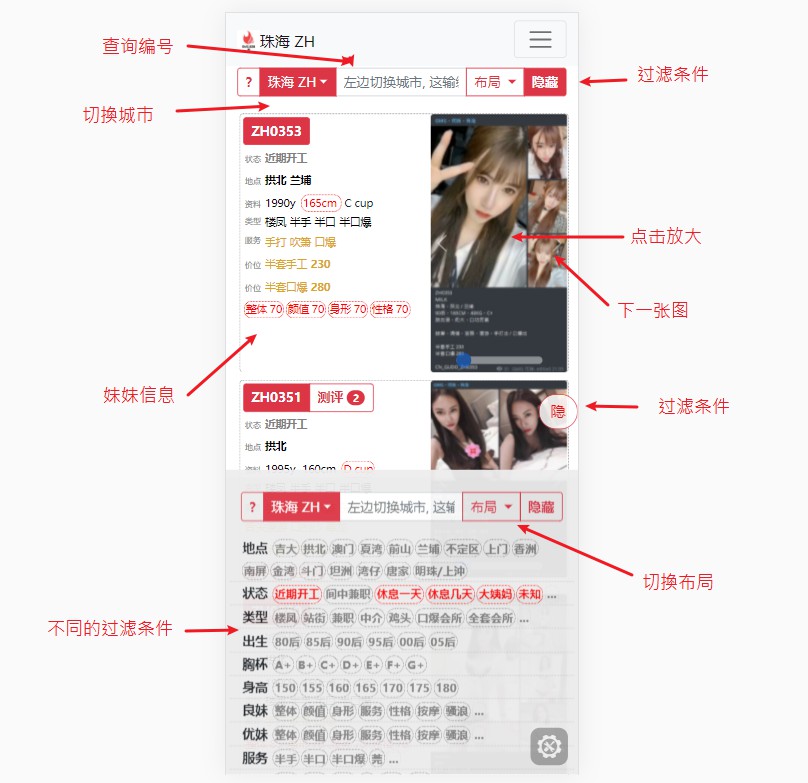 珠海 ZH
查询编号
过滤条件
? 珠海 ZH 左边切换城市, 这输 布局 隐藏
切换城市
ZH0353
状态 近期开工
地点 拱北 兰埔
资料 1990y 165cm C cup
类型 楼凤 半手 半口 半口爆
服务 手打 吹箫 口爆
价位 半套手工 230
价位 半套口爆 280
整体 70 颜值 70 身形 70 性格 70
点击放大
下一张图
妹妹信息
ZH0351 测评 2
隐
过滤条件
状态 近期开工
地点 拱北
资料 1995y 160cm D cup
? 珠海 ZH 左边切换城市, 这输 布局 隐藏
切换布局
不同的过滤条件
地点 吉大 拱北 澳门 夏湾 前山 兰埔 不定区 上门 香洲
南屏 金湾 斗门 坦洲 湾仔 唐家 明珠/上冲
状态 近期开工 间中兼职 休息一天 休息几天 大姨妈 未知 ...
类型 楼凤 站街 兼职 中介 鸡头 口爆会所 全套会所 ...
出生 80后 85后 90后 95后 00后 05后
胸杯 A+ B+ C+ D+ E+ F+ G+
身高 150 155 160 165 170 175 180
良妹 整体 颜值 身形 服务 性格 按摩 骚浪 ...
优妹 整体 颜值 身形 服务 性格 按摩 骚浪 ...
服务 半手 半口 半口爆 莞 ...